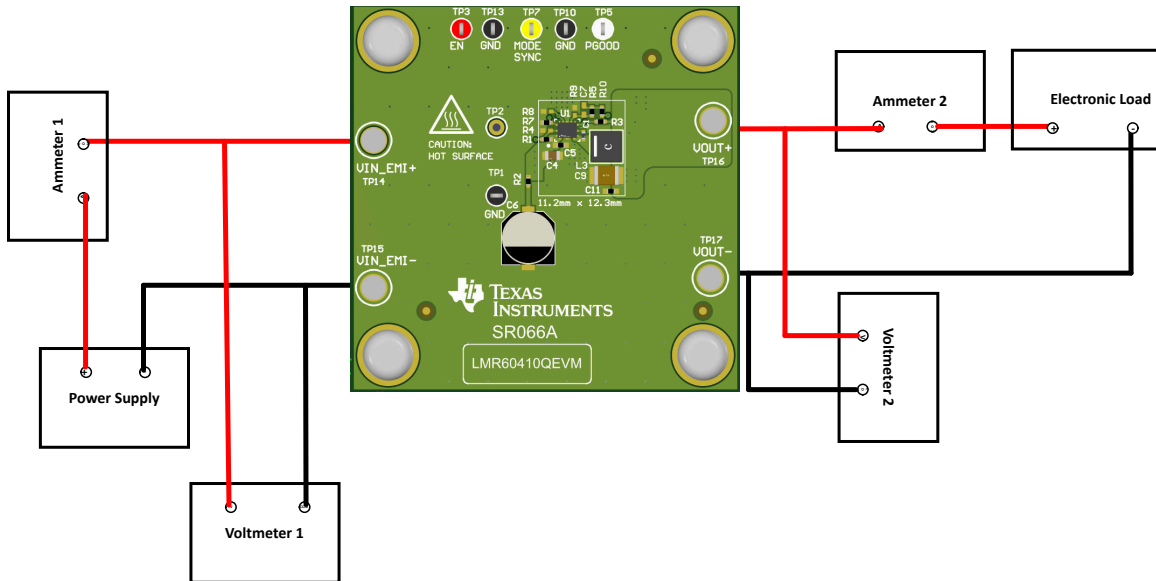 TP3
TP13
TP7
TP10
TP5
EN
GND
MODE
SYNC
GND
PGOOD
Ammeter 1
VIN_EMI+
TP14
CAUTION:
HOT SURFACE
TP2
TP1
GND
C6
R2
R8
R7
R4
R1
U1
R9
C7
R5
R10
C1
R3
C
C5
C4
L3
C9
C11
11.2mm x 12.3mm
VOUT+
TP16
Ammeter 2
Electronic Load
+
-
TP15
VIN_EMI-
TP17
VOUT-
TEXAS
INSTRUMENTS
SR066A
LMR60410QEVM
+
Power Supply
Voltmeter 1
Voltmeter 2